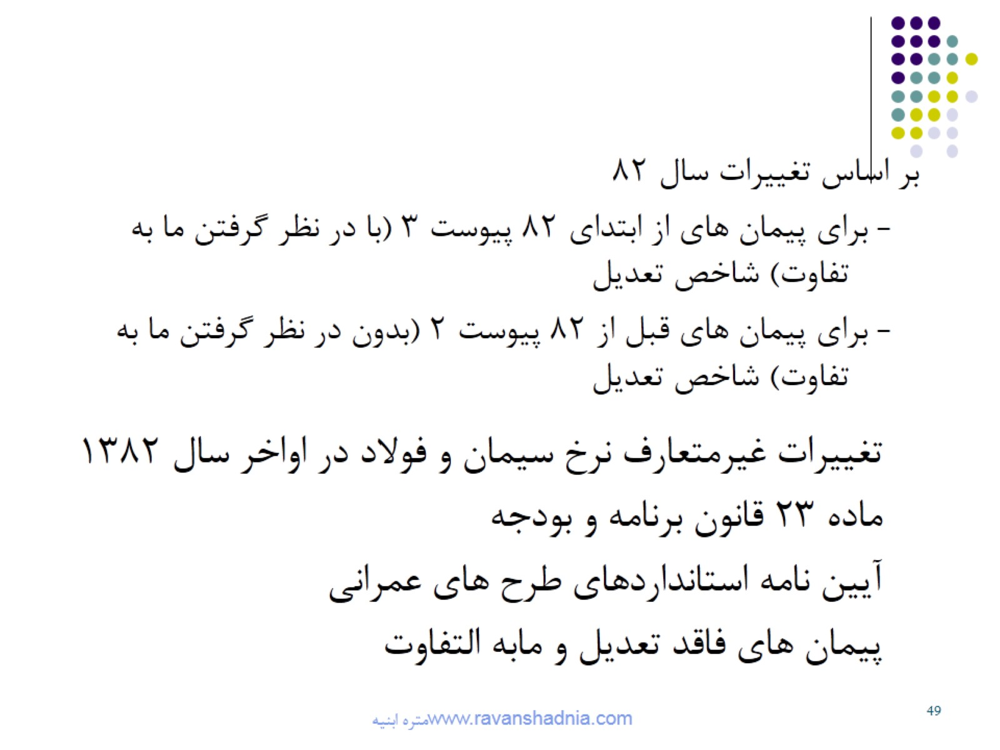 بر اساس تغییرات سال ۸۲
- برای پیمان های از ابتدای ۸۲ پیوست ۳ (با در نظر گرفتن ما به
تفاوت) شاخص تعدیل
- برای پیمان های قبل از ۸۲ پیوست ۲ (بدون در نظر گرفتن ما به
تفاوت) شاخص تعدیل
تغییرات غیرمتعارف نرخ سیمان و فولاد در اواخر سال ۱۳۸۲
ماده ۲۳ قانون برنامه و بودجه
آیین نامه استانداردهای طرح های عمرانی
پیمان های فاقد تعدیل و مابه التفاوت
متره ابنیهwww.ravanshadnia.com
49